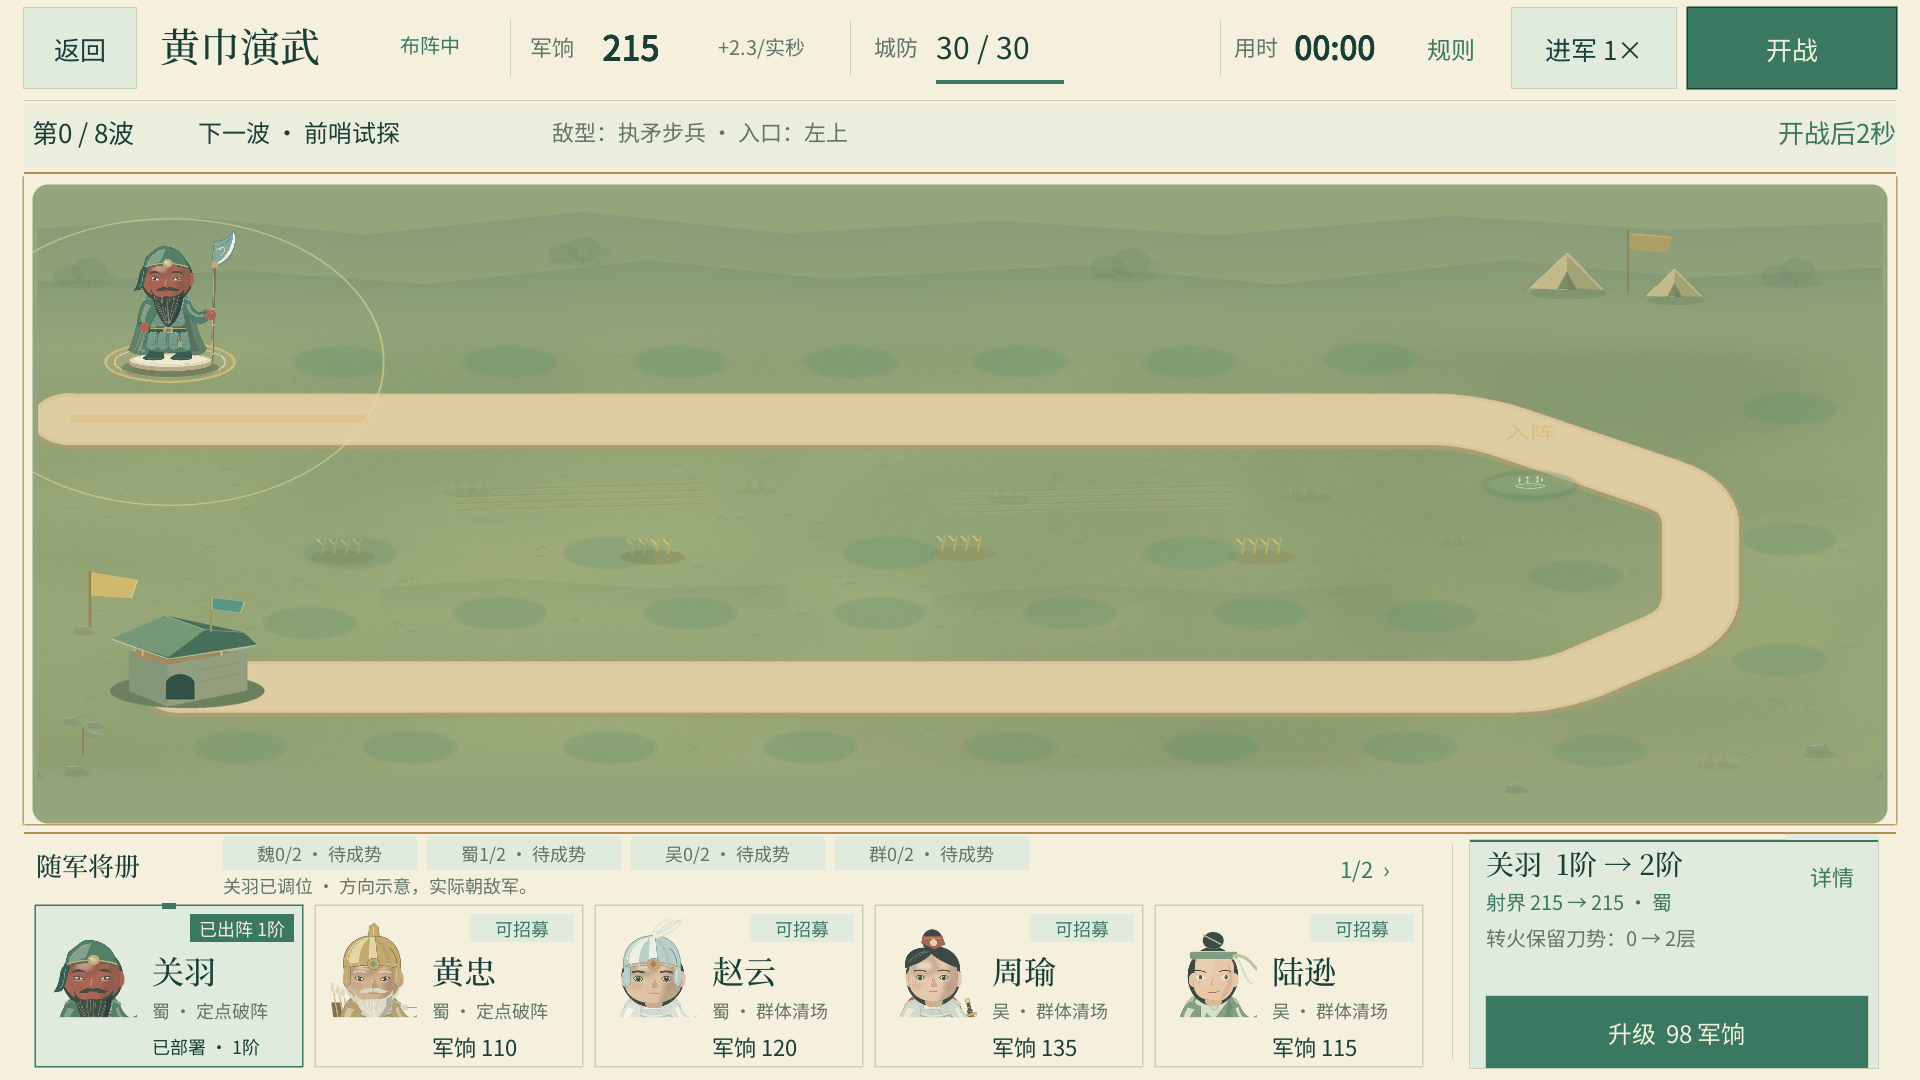 返回
黄巾演武
布阵中
军饷 215
+2.3/实秒
城防 30 / 30
用时 00:00
规则
进军 1×
开战
第0 / 8波
下一波 · 前哨试探
敌型：执矛步兵 · 入口：左上
开战后2秒
入阵
随军将册
魏0/2 · 待成势
蜀1/2 · 待成势
吴0/2 · 待成势
群0/2 · 待成势
关羽已调位 · 方向示意，实际朝敌军。
1/2 ›
已出阵 1阶
关羽
蜀 · 定点破阵
已部署 · 1阶
可招募
黄忠
蜀 · 定点破阵
军饷 110
可招募
赵云
蜀 · 群体清场
军饷 120
可招募
周瑜
吴 · 群体清场
军饷 135
可招募
陆逊
吴 · 群体清场
军饷 115
关羽 1阶 → 2阶
详情
射界 215 → 215 · 蜀
转火保留刀势：0 → 2层
升级 98 军饷